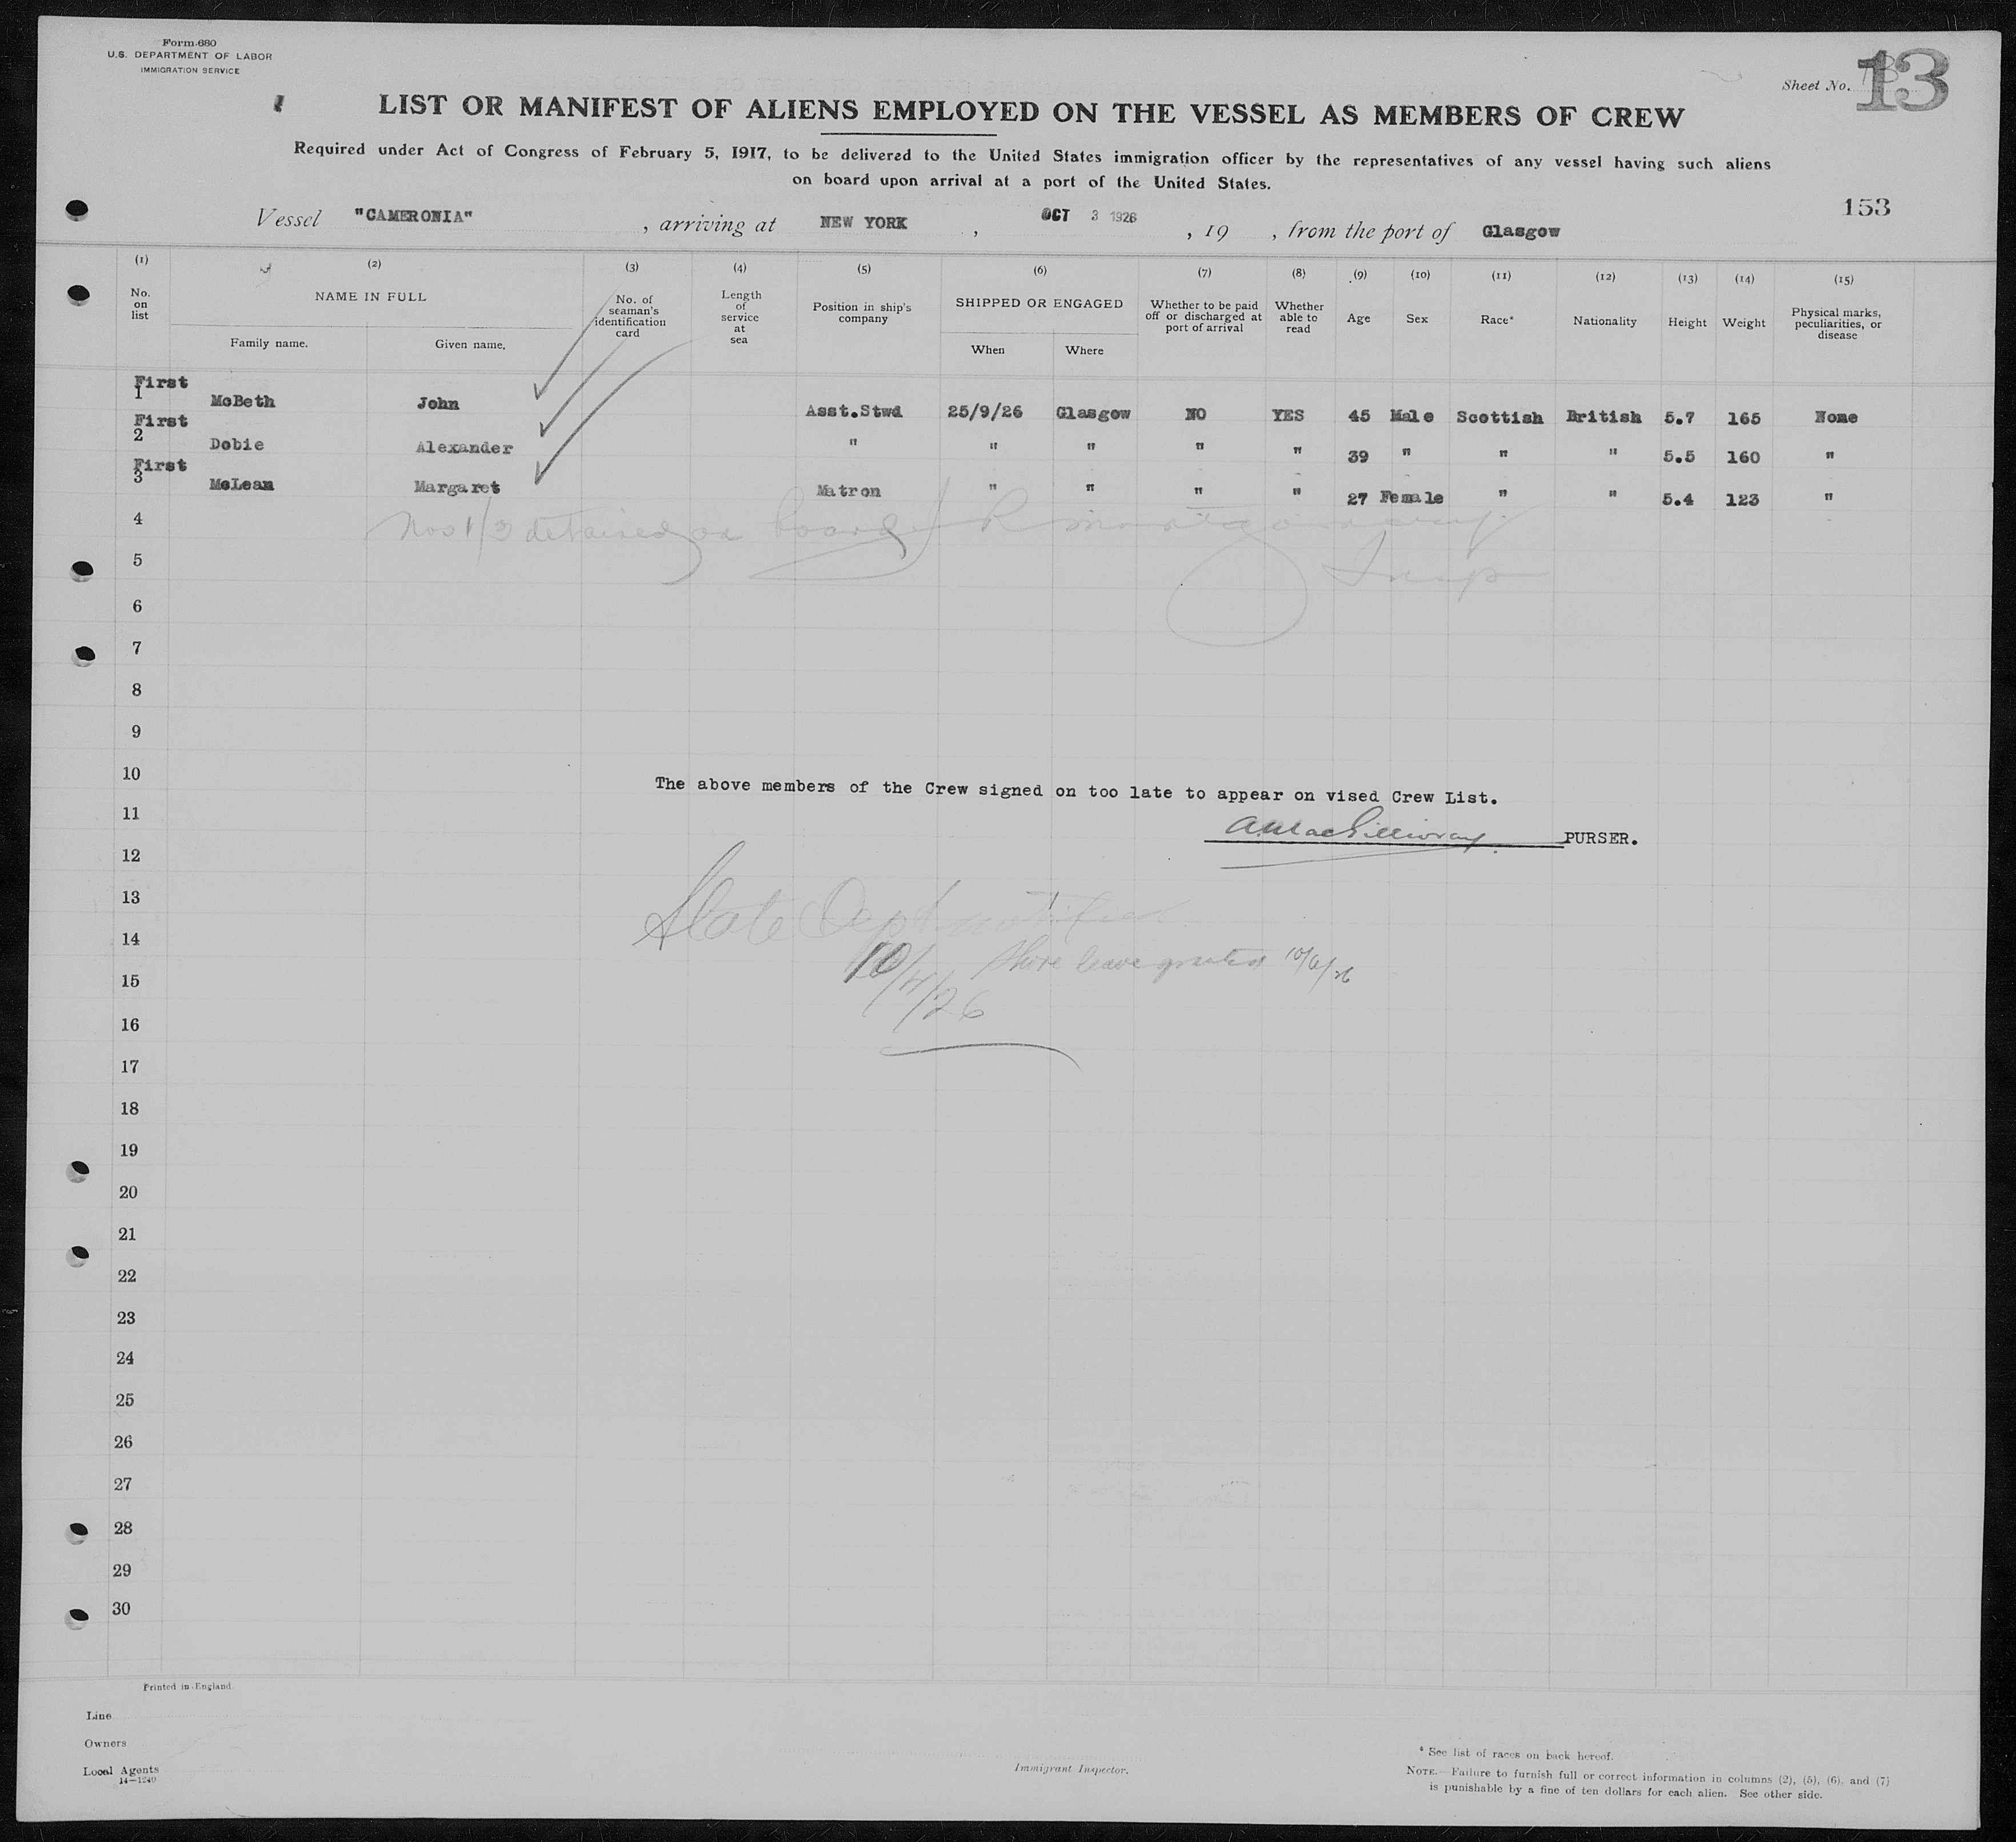 Form 680
U.S. DEPARTMENT OF LABOR
IMMIGRATION SERVICE
Sheet No. 13
LIST OR MANIFEST OF ALIENS EMPLOYED ON THE VESSEL AS MEMBERS OF CREW
Required under Act of Congress of February 5, 1917, to be delivered to the United States immigration officer by the representatives of any vessel having such aliens
on board upon arrival at a port of the United States.
153
Vessel "CAMERONIA" , arriving at NEW YORK , OCT 3 1926 , 19 , from the port of Glasgow
(1) (2) (3) (4) (5) (6) (7) (8) (9) (10) (11) (12) (13) (14) (15)
No. on list NAME IN FULL Family name. Given name. No. of seaman's identification card Length of service at sea Position in ship's company SHIPPED OR ENGAGED When Where Whether to be paid off or discharged at port of arrival Whether able to read Age Sex Race* Nationality Height Weight Physical marks, peculiarities, or disease
First
1 McBeth John Asst.Stwd 25/9/26 Glasgow NO YES 45 Male Scottish British 5.7 165 None
First
2 Dobie Alexander " " " " " 39 " " " 5.5 160 "
First
3 McLean Margaret Matron " " " " 27 Female " " 5.4 123 "
4 Nos 1/3 detained on board R Montgomery
5 Insp
6
7
8
9
10 The above members of the Crew signed on too late to appear on vised Crew List.
11 A. MacGillivray PURSER.
12
13 State Dept notified
14 10/4/26 Shore leave granted 10/6/26
15
16
17
18
19
20
21
22
23
24
25
26
27
28
29
30
Printed in England.
Line
Owners
Local Agents
14—1240
Immigrant Inspector.
* See list of races on back hereof.
NOTE.—Failure to furnish full or correct information in columns (2), (5), (6), and (7)
is punishable by a fine of ten dollars for each alien. See other side.